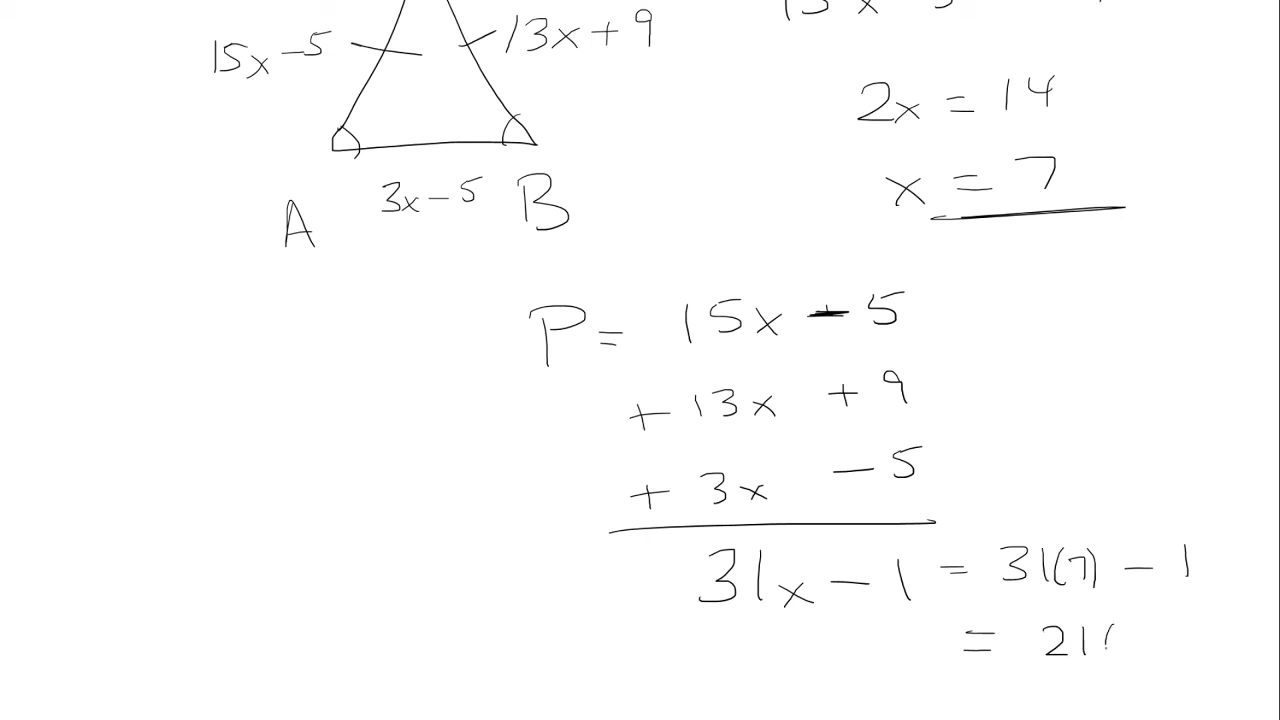 15x - 5
13x + 9
2x = 14
x = 7
3x - 5
A
B
P = 15x - 5
+ 13x + 9
+ 3x - 5
31x - 1 = 31(7) - 1
= 21